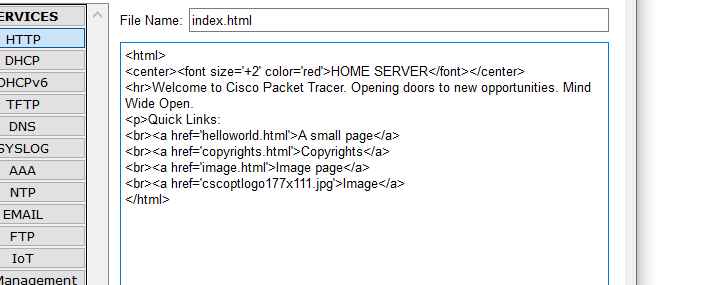 ERVICES
HTTP
DHCP
DHCPv6
TFTP
DNS
SYSLOG
AAA
NTP
EMAIL
FTP
IoT
Management
File Name: index.html
<html>
<center><font size='+2' color='red'>HOME SERVER</font></center>
<hr>Welcome to Cisco Packet Tracer. Opening doors to new opportunities. Mind
Wide Open.
<p>Quick Links:
<br><a href='helloworld.html'>A small page</a>
<br><a href='copyrights.html'>Copyrights</a>
<br><a href='image.html'>Image page</a>
<br><a href='cscoptlogo177x111.jpg'>Image</a>
</html>